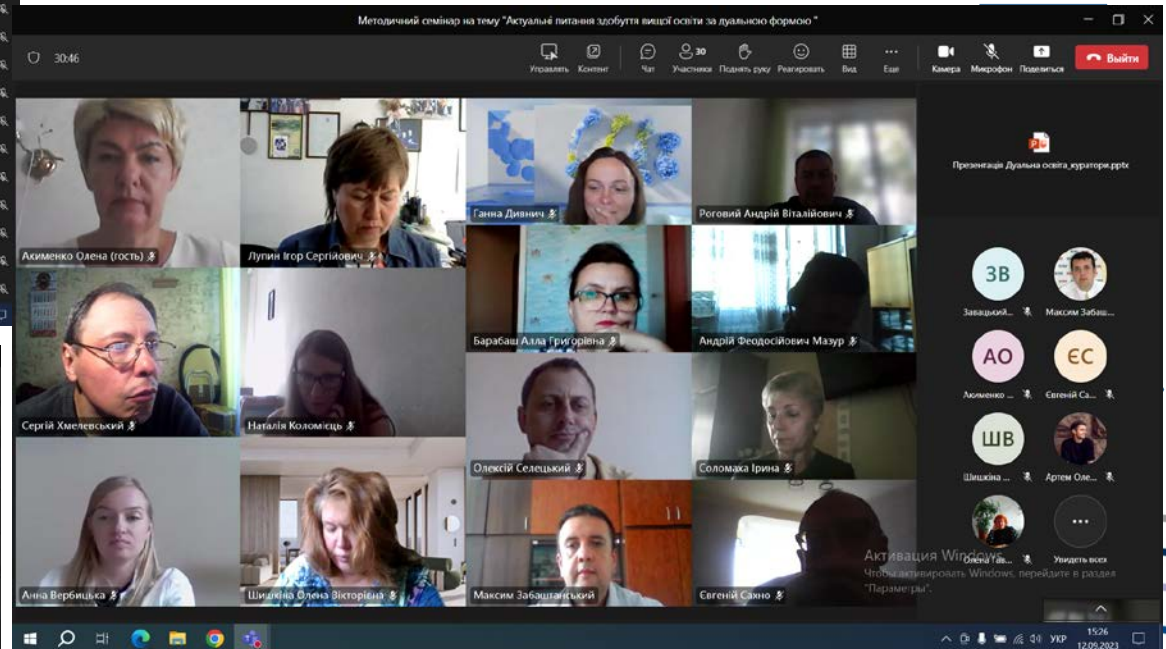 Методичний семінар на тему "Актуальні питання здобуття вищої освіти за дуальною формою "
30:46
Управлять
Контент
Чат
30
Участники
Поднять руку
Реагировать
Вид
Еще
Камера
Микрофон
Поделиться
Выйти
Акименко Олена (гость)
Лупин Ігор Сергійович
Ганна Дивнич
Роговий Андрій Віталійович
Презентація Дуальна освіта_куратори.pptx
Сергій Хмелевський
Наталія Коломієць
Барабаш Алла Григорівна
Андрій Феодосійович Мазур
ЗВ
Завацький...
Максим Забаш...
АО
Акименко ...
ЄС
Євгеній Са...
Олексій Селецький
Соломаха Ірина
ШВ
Шишкіна ...
Артем Оле...
Анна Вербицька
Шишкіна Олена Вікторівна
Максим Забаштанський
Євгеній Сахно
Олена Гав...
Увидеть всех
Активация Windows
Чтобы активировать Windows, перейдите в раздел
"Параметры".
УКР
15:26
12.09.2023